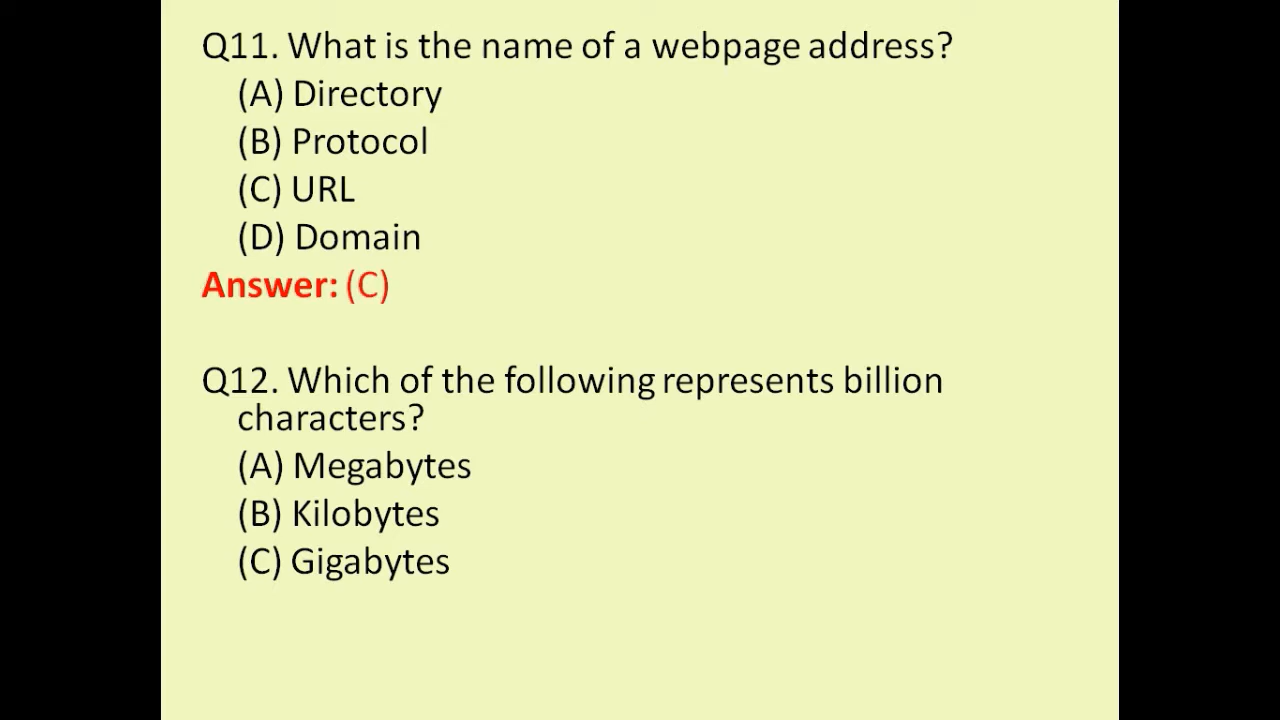 Q11. What is the name of a webpage address?
(A) Directory
(B) Protocol
(C) URL
(D) Domain
Answer: (C)
Q12. Which of the following represents billion
characters?
(A) Megabytes
(B) Kilobytes
(C) Gigabytes